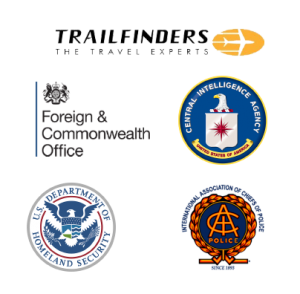 TRAILFINDERS
THE TRAVEL EXPERTS
Foreign &
Commonwealth
Office
CENTRAL INTELLIGENCE AGENCY
UNITED STATES OF AMERICA
U.S. DEPARTMENT OF
HOMELAND SECURITY
INTERNATIONAL ASSOCIATION OF CHIEFS OF POLICE
POLICE
SINCE 1893